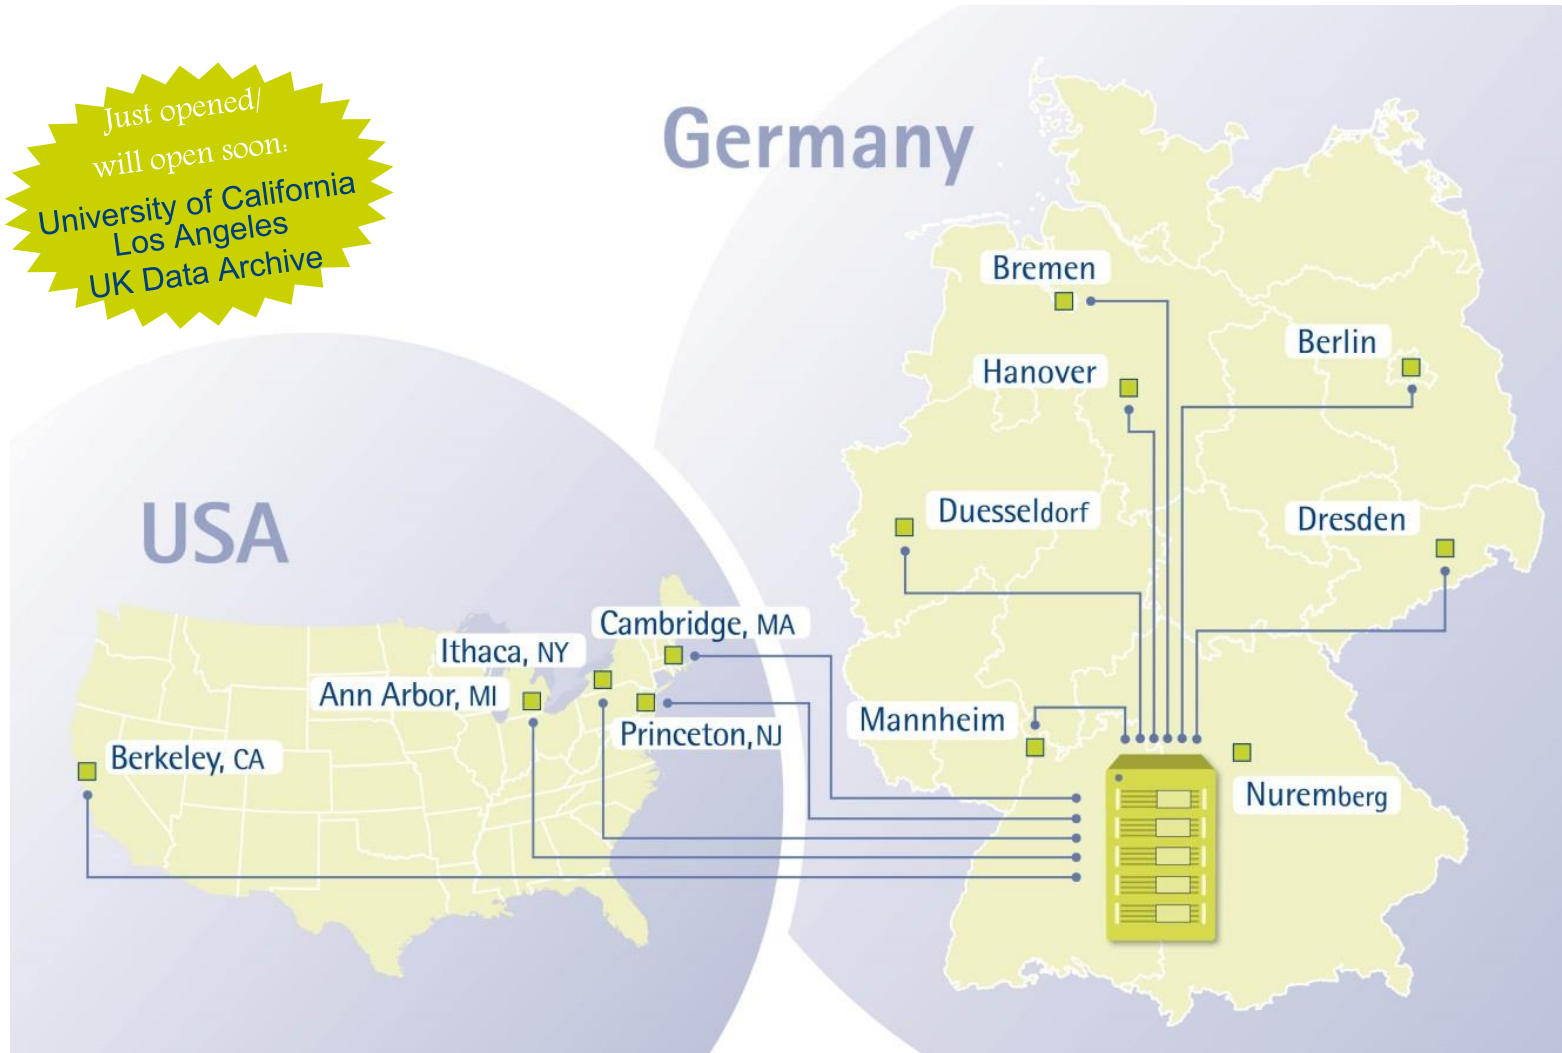 Just opened/
will open soon:
University of California
Los Angeles
UK Data Archive
Germany
Bremen
Berlin
Hanover
Duesseldorf
Dresden
USA
Cambridge, MA
Ithaca, NY
Ann Arbor, MI
Princeton, NJ
Mannheim
Berkeley, CA
Nuremberg